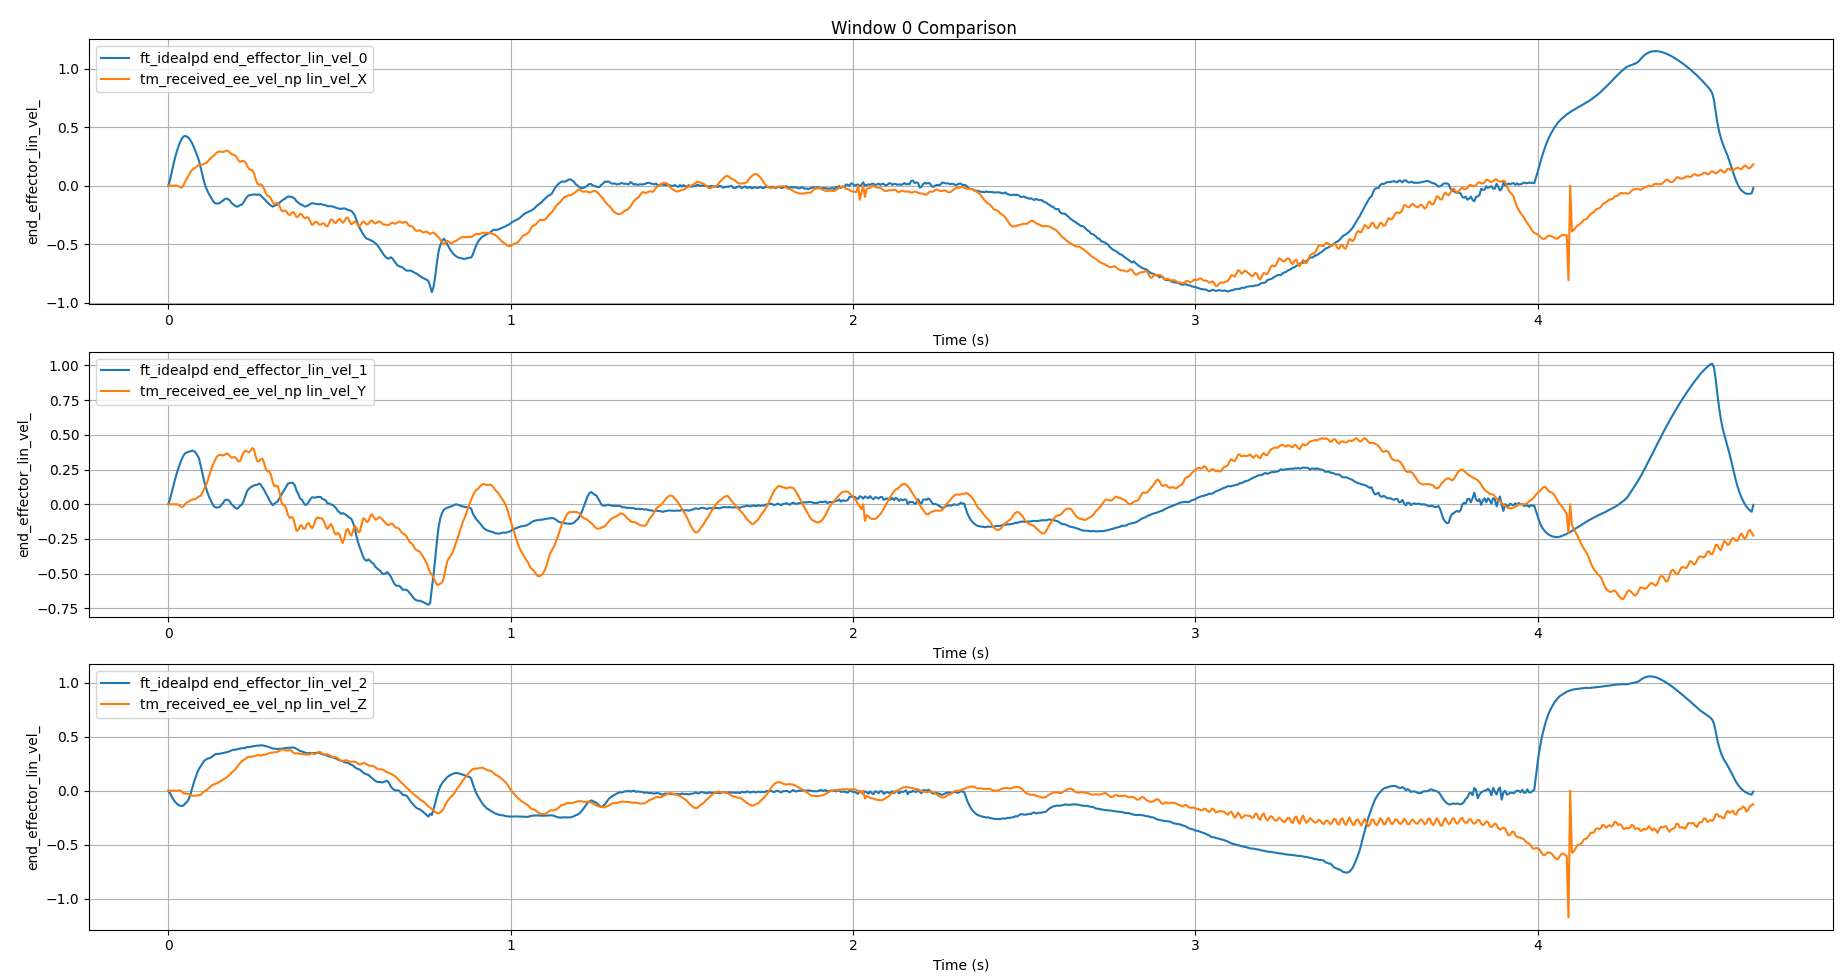 Window 0 Comparison
ft_idealpd end_effector_lin_vel_0
tm_received_ee_vel_np lin_vel_X
end_effector_lin_vel_
1.0
0.5
0.0
−0.5
−1.0
0 1 2 3 4
Time (s)
ft_idealpd end_effector_lin_vel_1
tm_received_ee_vel_np lin_vel_Y
end_effector_lin_vel_
1.00
0.75
0.50
0.25
0.00
−0.25
−0.50
−0.75
0 1 2 3 4
Time (s)
ft_idealpd end_effector_lin_vel_2
tm_received_ee_vel_np lin_vel_Z
end_effector_lin_vel_
1.0
0.5
0.0
−0.5
−1.0
0 1 2 3 4
Time (s)